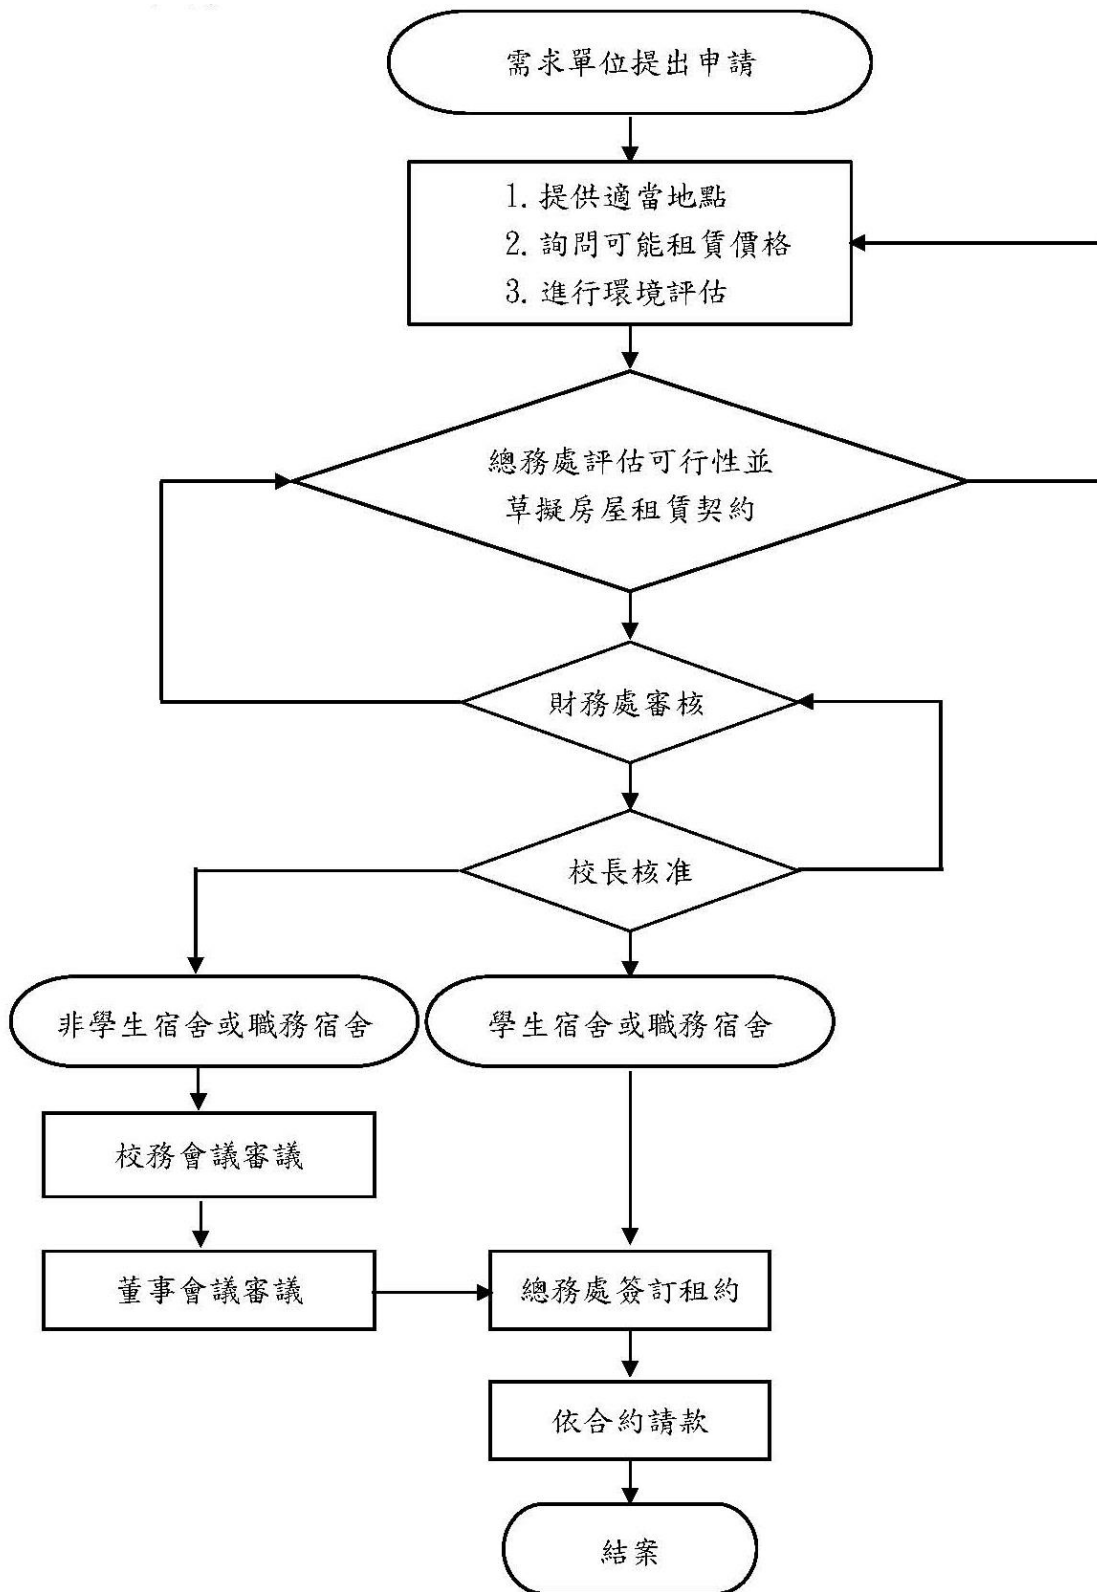 需求單位提出申請
1. 提供適當地點
2. 詢問可能租賃價格
3. 進行環境評估
總務處評估可行性並
草擬房屋租賃契約
財務處審核
校長核准
非學生宿舍或職務宿舍
學生宿舍或職務宿舍
校務會議審議
董事會議審議
總務處簽訂租約
依合約請款
結案